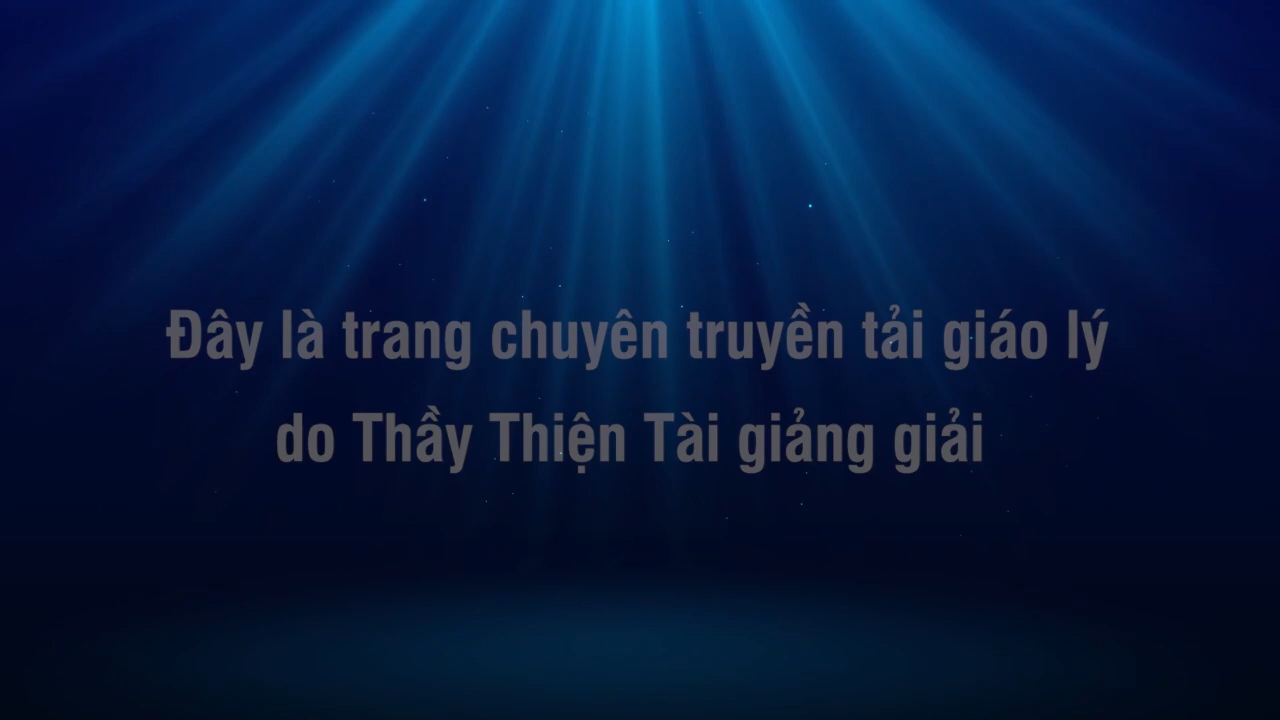 Đây là trang chuyên truyền tải giáo lý
do Thầy Thiện Tài giảng giải